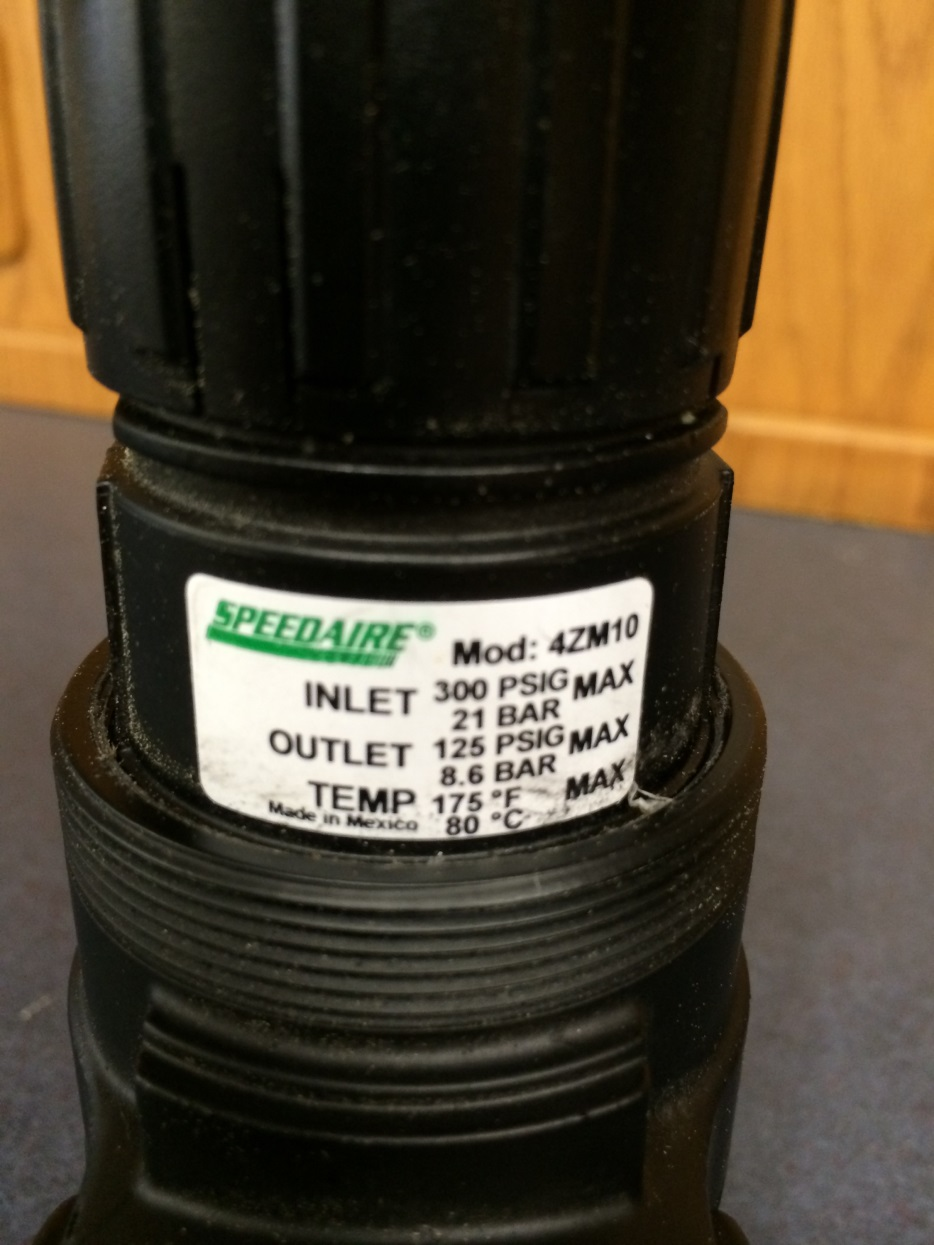 SPEEDAIRE® Mod: 4ZM10
INLET 300 PSIG MAX
21 BAR
OUTLET 125 PSIG MAX
8.6 BAR
TEMP 175 °F MAX
Made in Mexico 80 °C